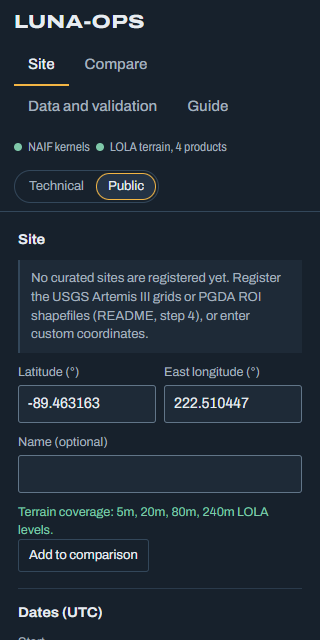 LUNA-OPS
Site
Compare
Data and validation
Guide
NAIF kernels
LOLA terrain, 4 products
Technical
Public
Site
No curated sites are registered yet. Register
the USGS Artemis III grids or PGDA ROI
shapefiles (README, step 4), or enter
custom coordinates.
Latitude (°)
East longitude (°)
-89.463163
222.510447
Name (optional)
Terrain coverage: 5m, 20m, 80m, 240m LOLA
levels.
Add to comparison
Dates (UTC)
Start